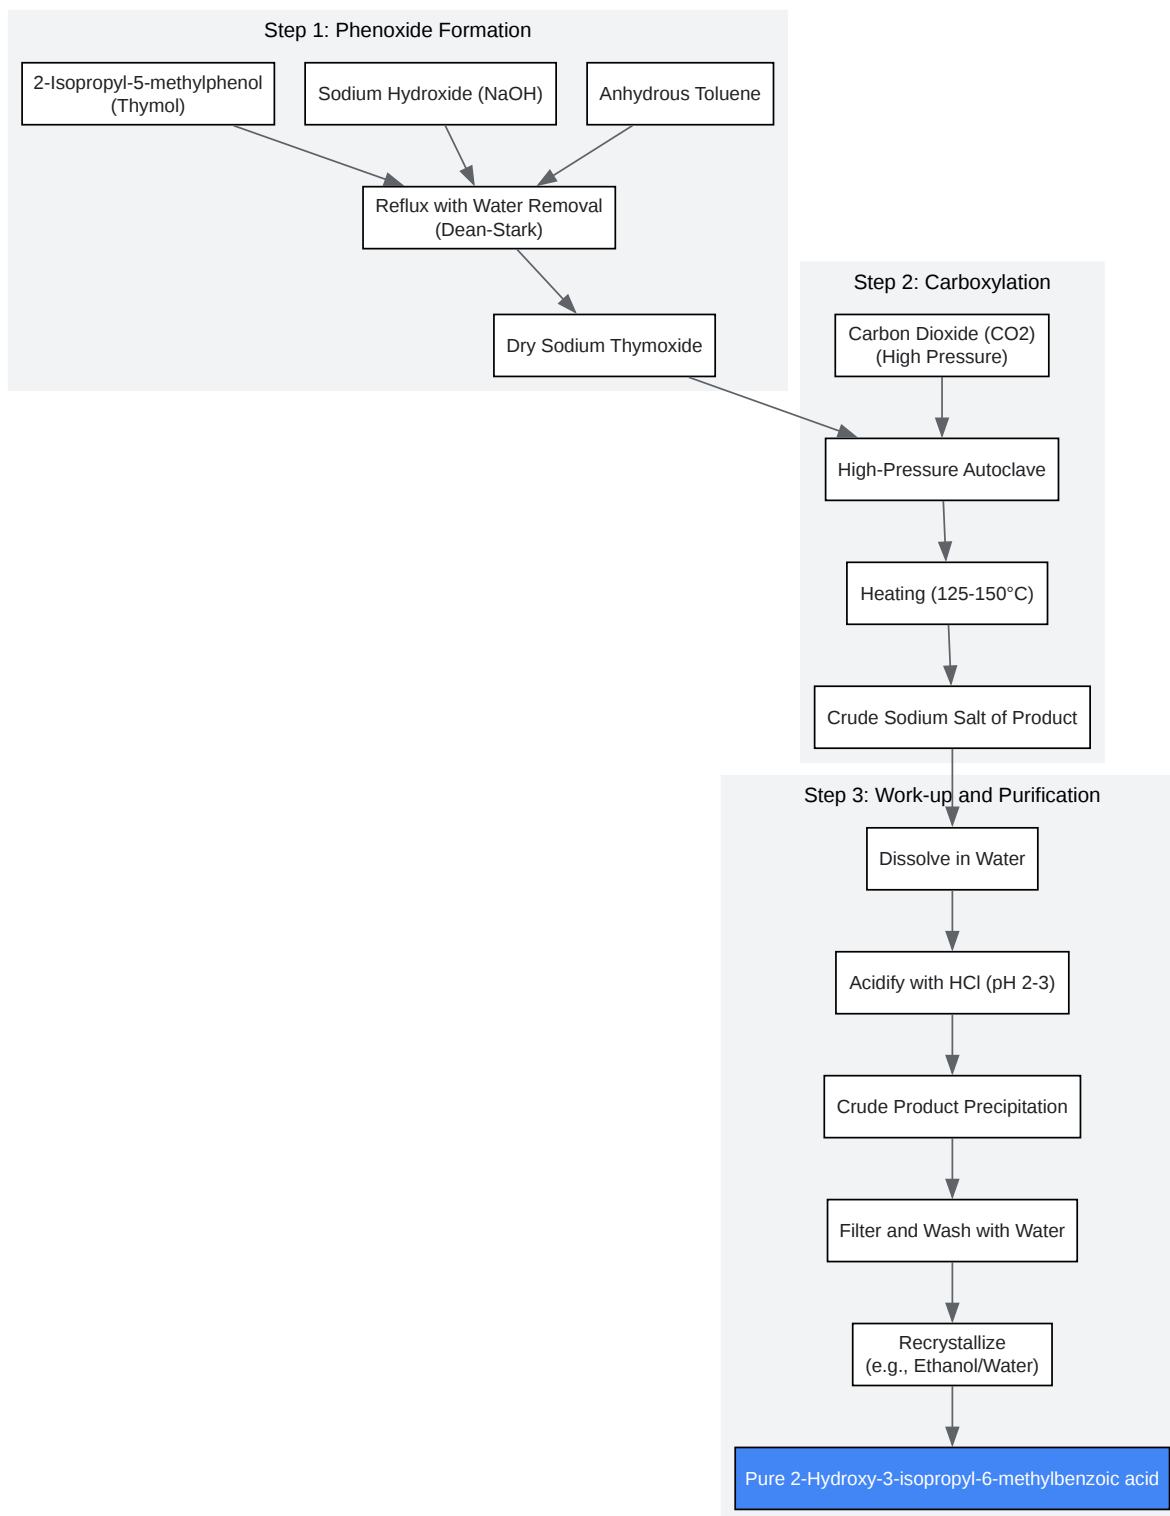 Step 1: Phenoxide Formation
2-Isopropyl-5-methylphenol
(Thymol)
Sodium Hydroxide (NaOH)
Anhydrous Toluene
Reflux with Water Removal
(Dean-Stark)
Dry Sodium Thymoxide
Step 2: Carboxylation
Carbon Dioxide (CO2)
(High Pressure)
High-Pressure Autoclave
Heating (125-150°C)
Crude Sodium Salt of Product
Step 3: Work-up and Purification
Dissolve in Water
Acidify with HCl (pH 2-3)
Crude Product Precipitation
Filter and Wash with Water
Recrystallize
(e.g., Ethanol/Water)
Pure 2-Hydroxy-3-isopropyl-6-methylbenzoic acid